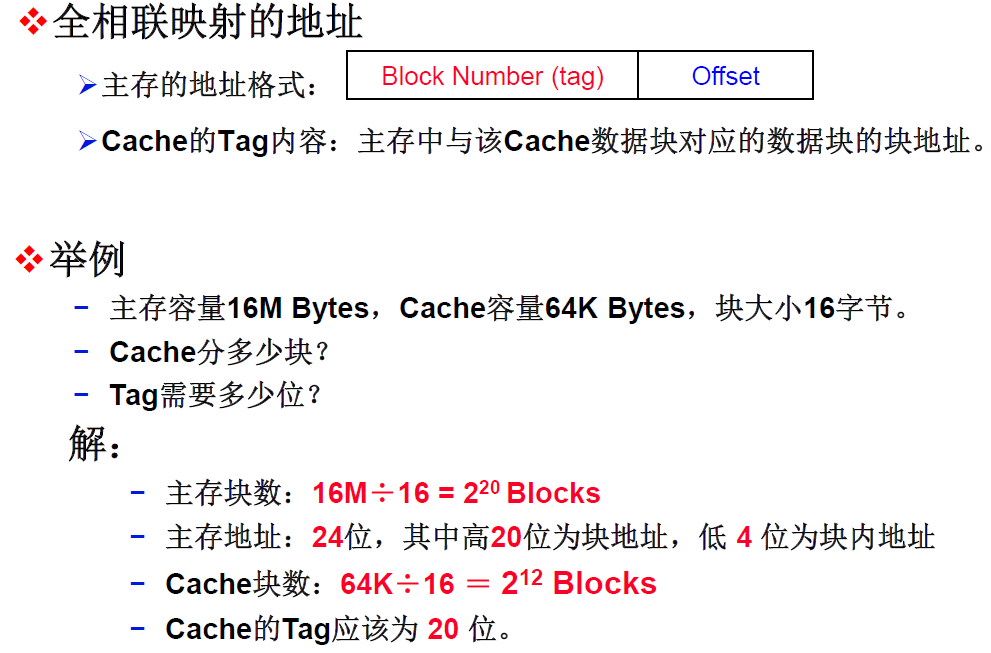 ❖全相联映射的地址
➢主存的地址格式： Block Number (tag) Offset
➢Cache的Tag内容：主存中与该Cache数据块对应的数据块的块地址。
❖举例
− 主存容量16M Bytes，Cache容量64K Bytes，块大小16字节。
− Cache分多少块？
− Tag需要多少位？
解：
− 主存块数：16M÷16 = 2²⁰ Blocks
− 主存地址：24位，其中高20位为块地址，低 4 位为块内地址
− Cache块数：64K÷16 ＝ 2¹² Blocks
− Cache的Tag应该为 20 位。